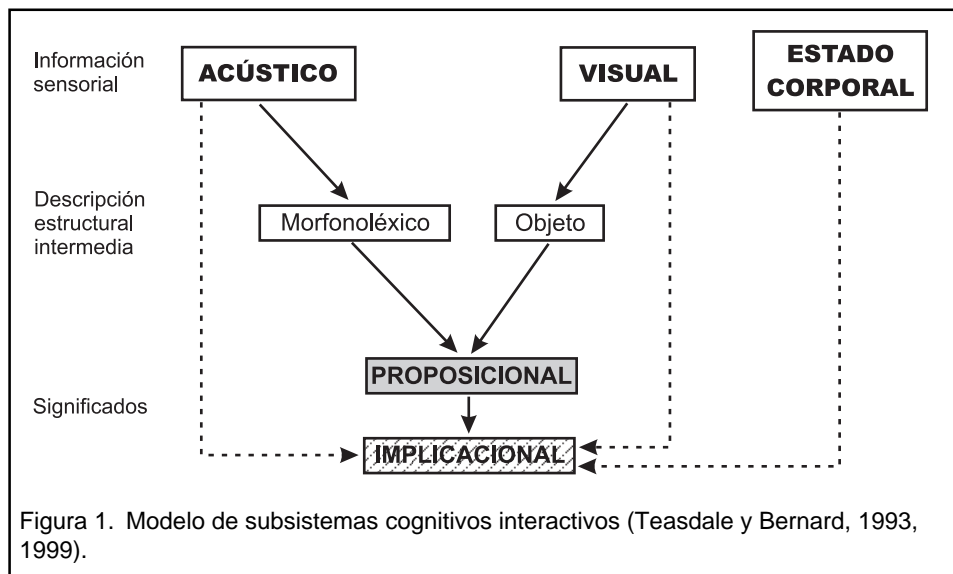 Información
sensorial
ACÚSTICO
VISUAL
ESTADO
CORPORAL
Descripción
estructural
intermedia
Morfonoléxico
Objeto
PROPOSICIONAL
Significados
IMPLICACIONAL
Figura 1. Modelo de subsistemas cognitivos interactivos (Teasdale y Bernard, 1993,
1999).